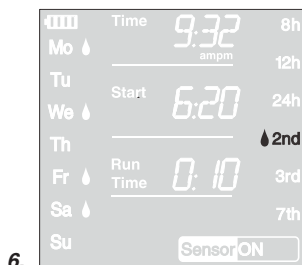 Time 9:32 8h
Mo ampm
12h
Tu
Start 6:20 24h
We
2nd
Th
Run Time 0:10
Fr 3rd
Sa 7th
Su Sensor ON
6.